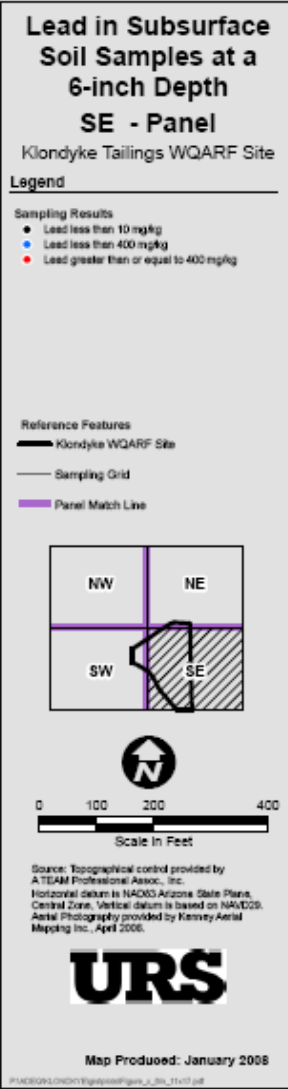 Lead in Subsurface
Soil Samples at a
6-inch Depth
SE - Panel
Klondyke Tailings WQARF Site
Legend
Sampling Results
Lead less than 10 mg/kg
Lead less than 400 mg/kg
Lead greater than or equal to 400 mg/kg
Reference Features
Klondyke WQARF Site
Sampling Grid
Panel Match Line
NW NE
SW SE
N
0 100 200 400
Scale in Feet
Source: Topographical control provided by
ATEAM Professional Assoc., Inc.
Horizontal datum is NAD83 Arizona State Plane,
Central Zone, Vertical datum is based on NAVD29.
Aerial Photography provided by Kenney Aerial
Mapping Inc., April 2006.
URS
Map Produced: January 2008